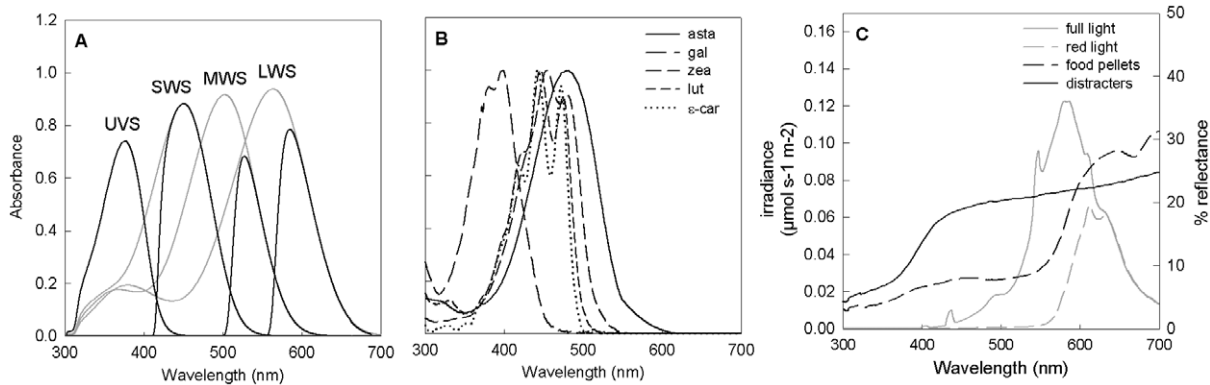 A
1.2
1.0
0.8
0.6
0.4
0.2
0.0
Absorbance
UVS
SWS
MWS
LWS
300 400 500 600 700
Wavelength (nm)
B
asta
gal
zea
lut
ε-car
300 400 500 600 700
Wavelength (nm)
C
0.16
0.14
0.12
0.10
0.08
0.06
0.04
0.02
0.00
irradiance
(µmol s-1 m-2)
full light
red light
food pellets
distracters
50
40
30
20
10
0
% reflectance
300 400 500 600 700
Wavelength (nm)